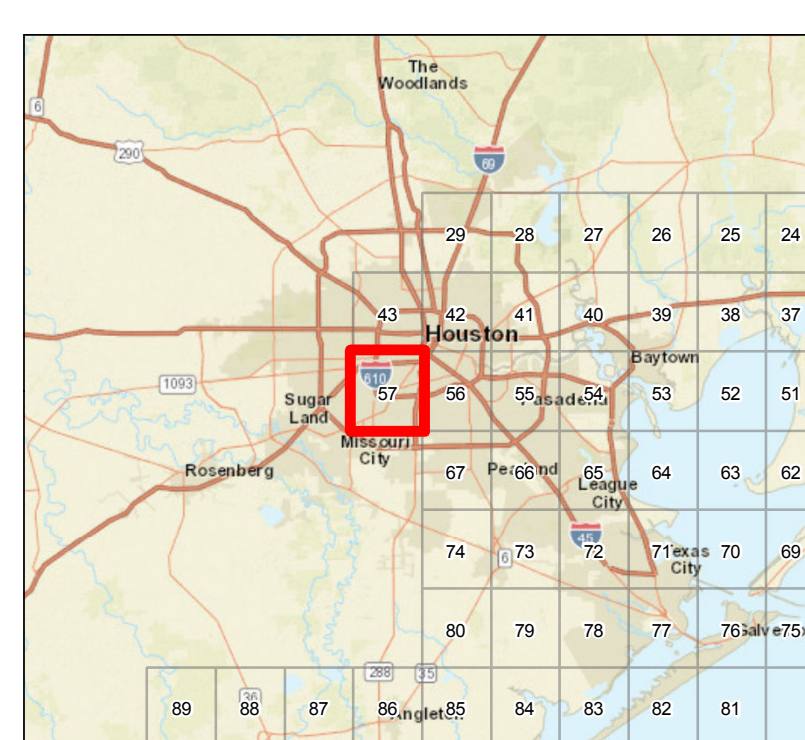 The
Woodlands
6
290
69
29 28 27 26 25 24
43 42 41 40 39 38 37
Houston
Baytown
1093
610
57 56 55 54 53 52 51
Pasadena
Sugar
Land
Missouri
City
Rosenberg
67 66 65 64 63 62
Pearland
League
City
45
74 73 72 71 70 69
6
Texas
City
80 79 78 77 76 75
Galves
288 35
36
89 88 87 86 85 84 83 82 81
Angleton